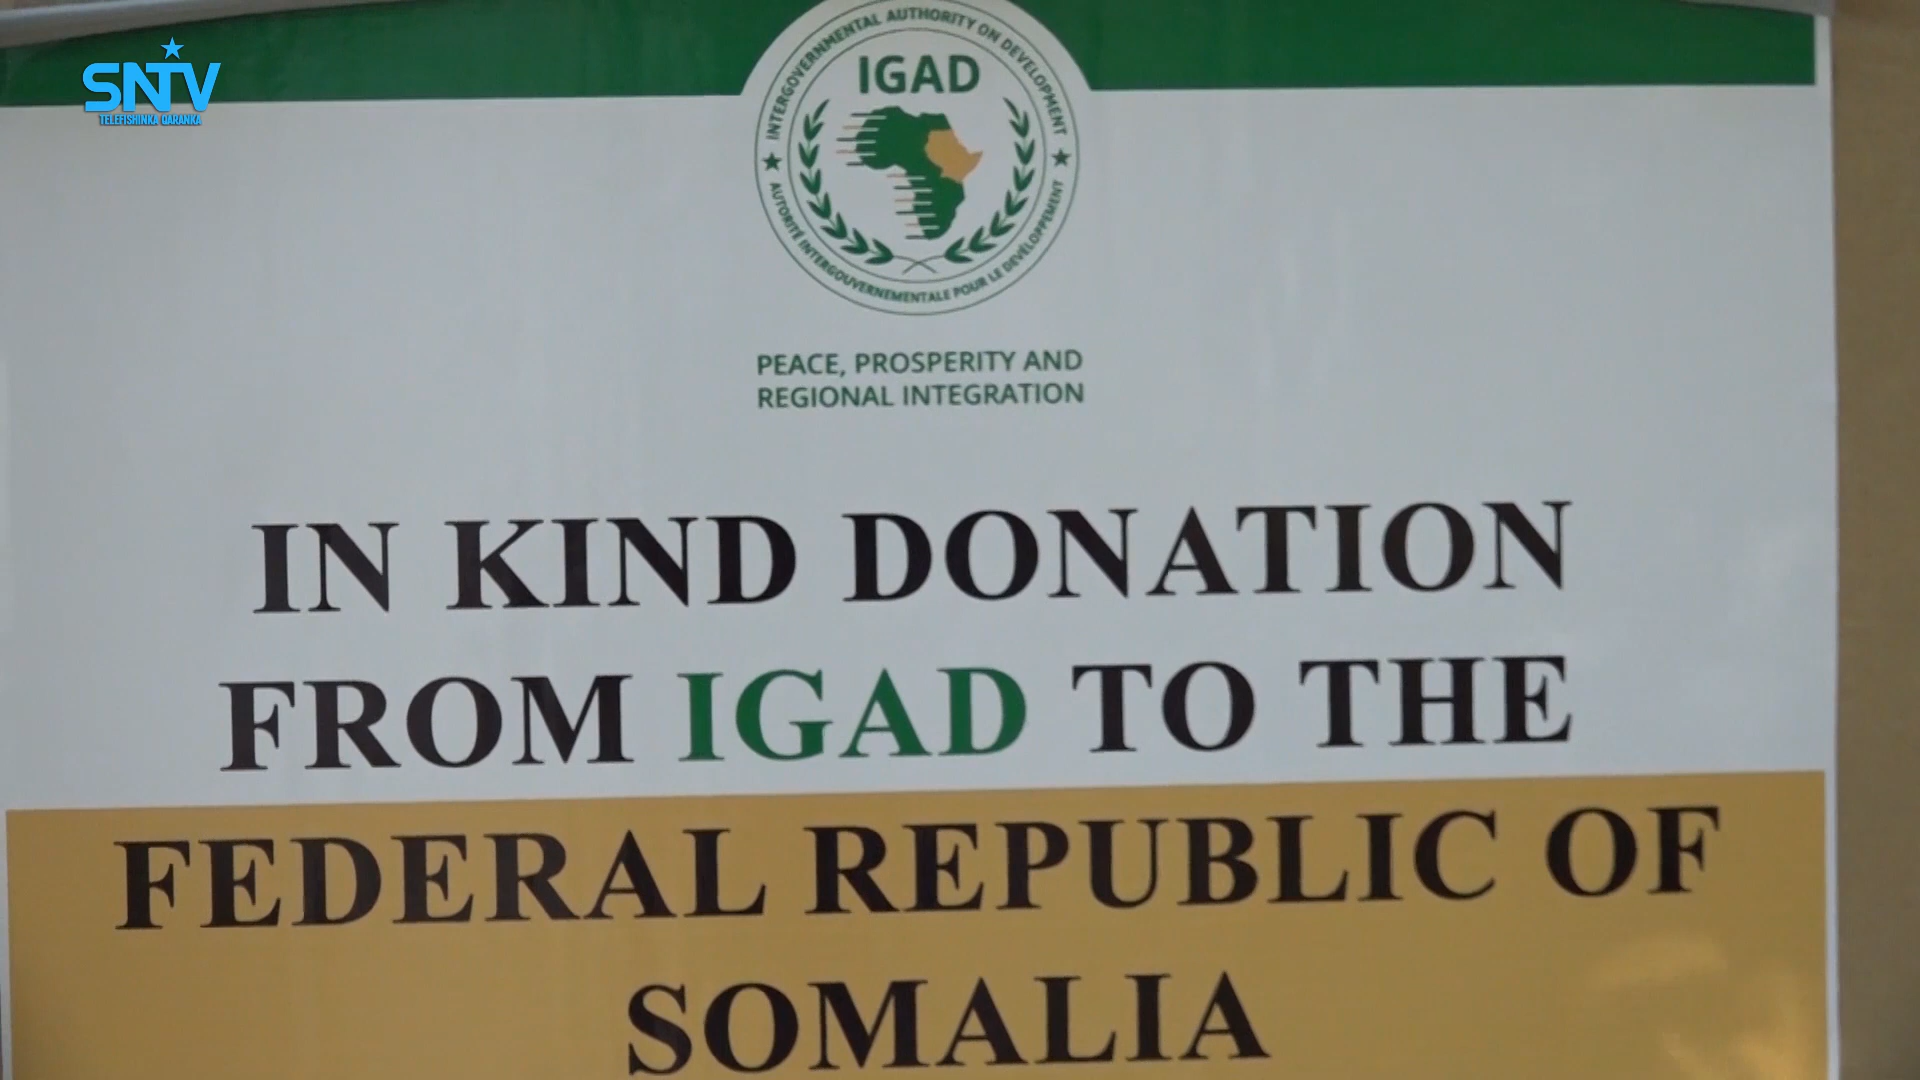 SNTV
TELEFISHINKA QARANKA
INTERGOVERNMENTAL AUTHORITY ON DEVELOPMENT
IGAD
AUTORITÉ INTERGOUVERNEMENTALE POUR LE DEVÉLOPPEMENT
PEACE, PROSPERITY AND
REGIONAL INTEGRATION
IN KIND DONATION
FROM IGAD TO THE
FEDERAL REPUBLIC OF
SOMALIA